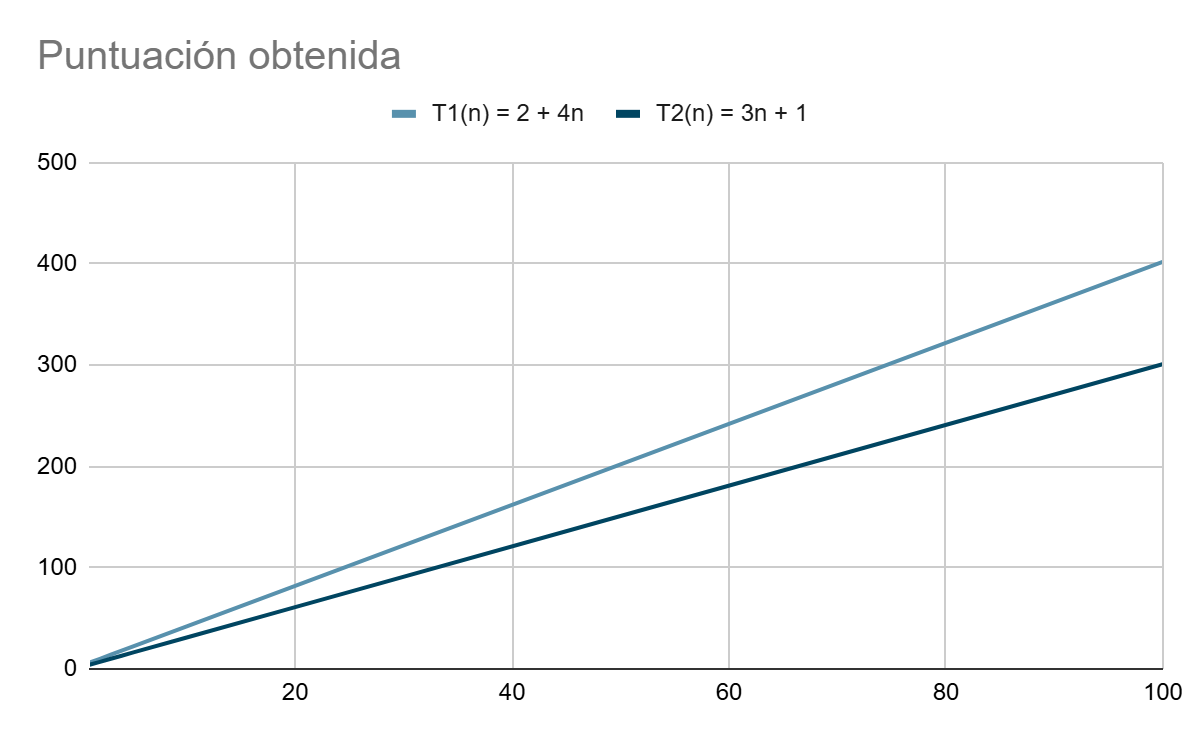 Puntuación obtenida
T1(n) = 2 + 4n T2(n) = 3n + 1
500
400
300
200
100
0
20 40 60 80 100